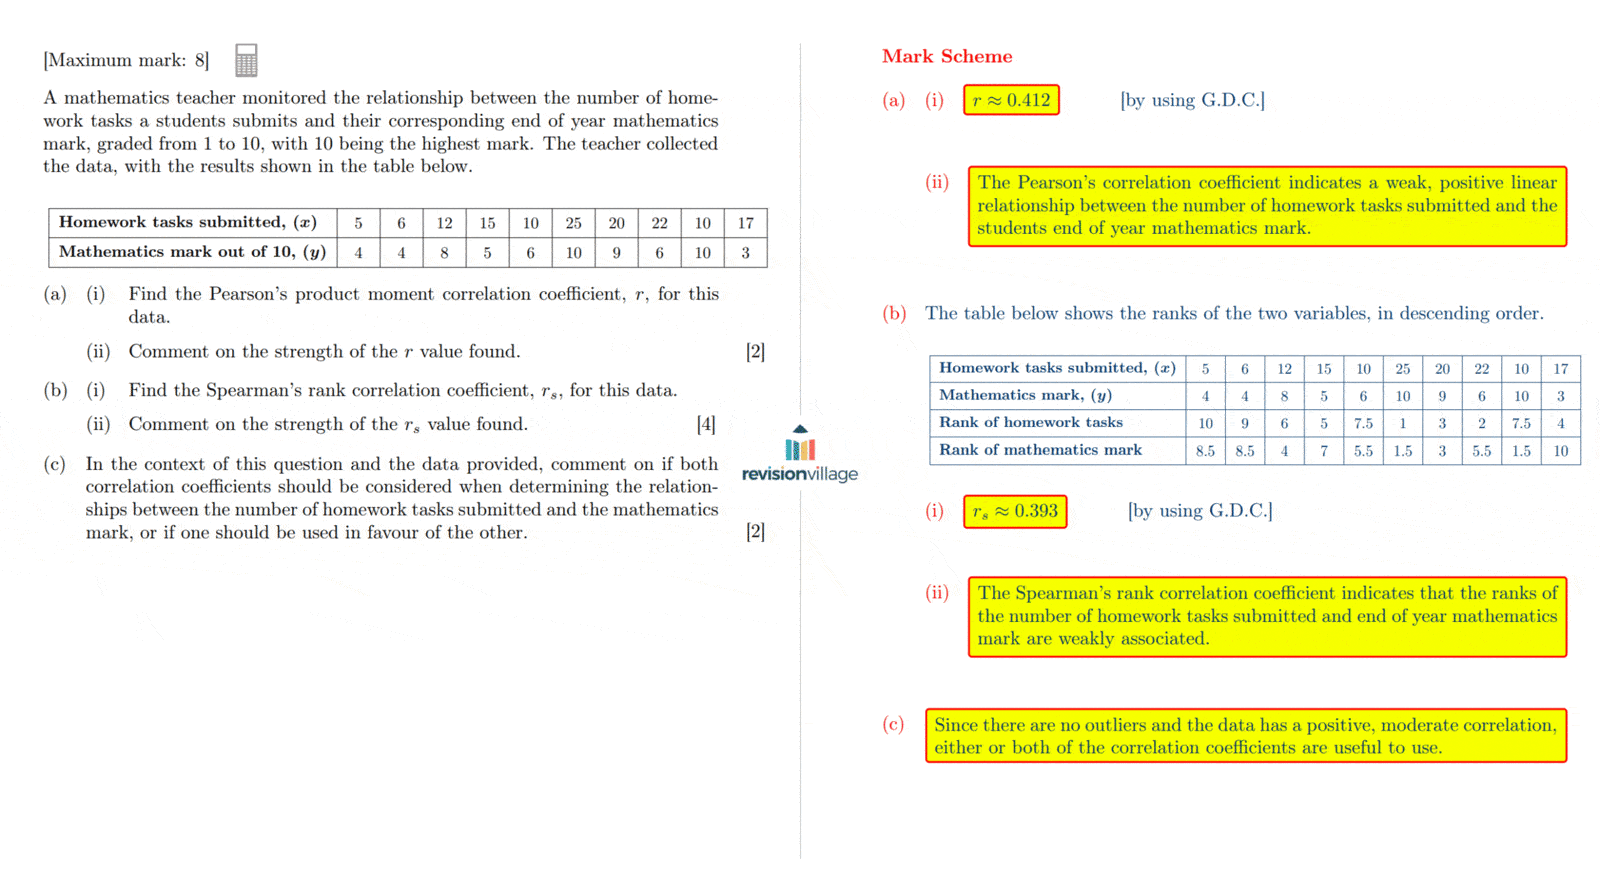 [Maximum mark: 8]
A mathematics teacher monitored the relationship between the number of home-
work tasks a students submits and their corresponding end of year mathematics
mark, graded from 1 to 10, with 10 being the highest mark. The teacher collected
the data, with the results shown in the table below.
Homework tasks submitted, (x) 5 6 12 15 10 25 20 22 10 17
Mathematics mark out of 10, (y) 4 4 8 5 6 10 9 6 10 3
(a) (i) Find the Pearson's product moment correlation coefficient, r, for this
data.
(ii) Comment on the strength of the r value found. [2]
(b) (i) Find the Spearman's rank correlation coefficient, rₛ, for this data.
(ii) Comment on the strength of the rₛ value found. [4]
(c) In the context of this question and the data provided, comment on if both
correlation coefficients should be considered when determining the relation-
ships between the number of homework tasks submitted and the mathematics
mark, or if one should be used in favour of the other. [2]
revisionvillage
Mark Scheme
(a) (i) r ≈ 0.412 [by using G.D.C.]
(ii) The Pearson's correlation coefficient indicates a weak, positive linear
relationship between the number of homework tasks submitted and the
students end of year mathematics mark.
(b) The table below shows the ranks of the two variables, in descending order.
Homework tasks submitted, (x) 5 6 12 15 10 25 20 22 10 17
Mathematics mark, (y) 4 4 8 5 6 10 9 6 10 3
Rank of homework tasks 10 9 6 5 7.5 1 3 2 7.5 4
Rank of mathematics mark 8.5 8.5 4 7 5.5 1.5 3 5.5 1.5 10
(i) rₛ ≈ 0.393 [by using G.D.C.]
(ii) The Spearman's rank correlation coefficient indicates that the ranks of
the number of homework tasks submitted and end of year mathematics
mark are weakly associated.
(c) Since there are no outliers and the data has a positive, moderate correlation,
either or both of the correlation coefficients are useful to use.